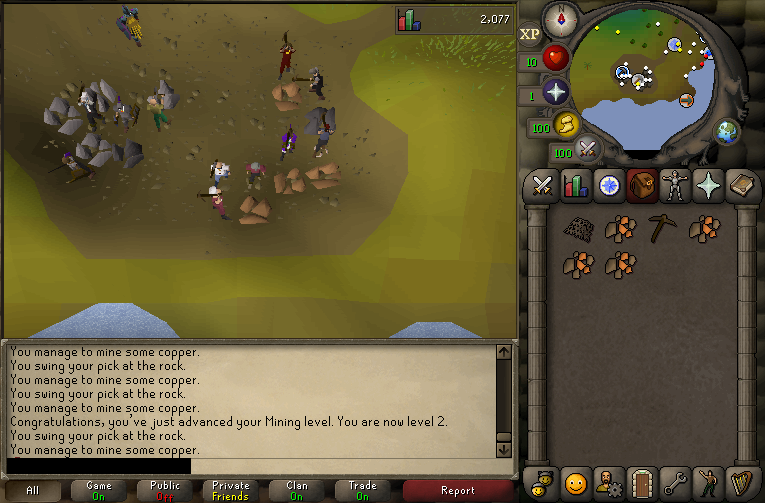 2,077
XP
10
1
100
100
You manage to mine some copper.
You swing your pick at the rock.
You manage to mine some copper.
You swing your pick at the rock.
You manage to mine some copper.
Congratulations, you've just advanced your Mining level. You are now level 2.
You swing your pick at the rock.
You manage to mine some copper.
All
Game
On
Public
Off
Private
Friends
Clan
On
Trade
On
Report